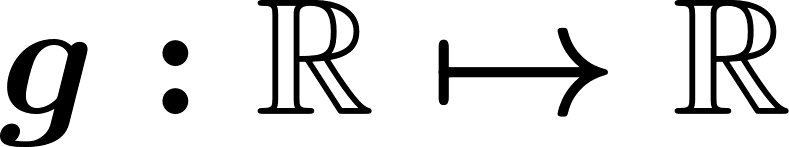 g : ℝ ↦ ℝ